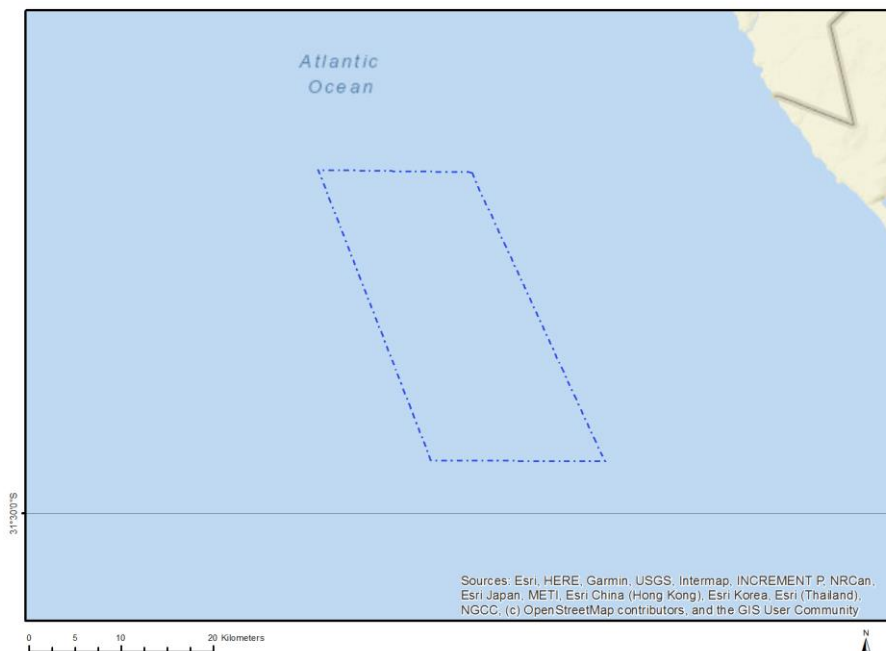 Atlantic
Ocean
31°30'0"S
Sources: Esri, HERE, Garmin, USGS, Intermap, INCREMENT P, NRCan,
Esri Japan, METI, Esri China (Hong Kong), Esri Korea, Esri (Thailand),
NGCC, (c) OpenStreetMap contributors, and the GIS User Community
0 5 10 20 Kilometers
N